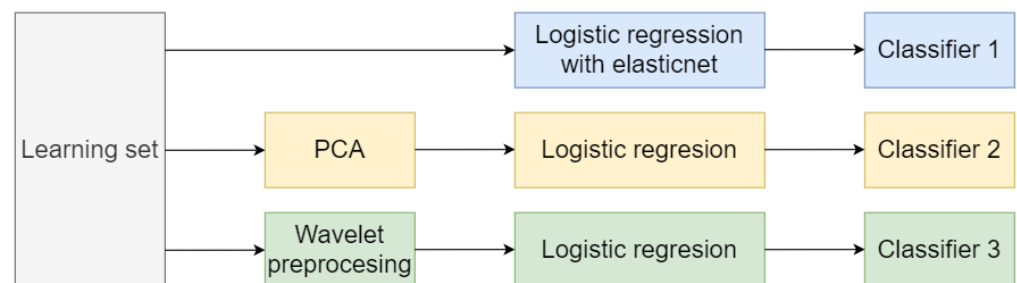 Learning set
Logistic regression
with elasticnet
Classifier 1
PCA
Logistic regresion
Classifier 2
Wavelet
preprocesing
Logistic regresion
Classifier 3